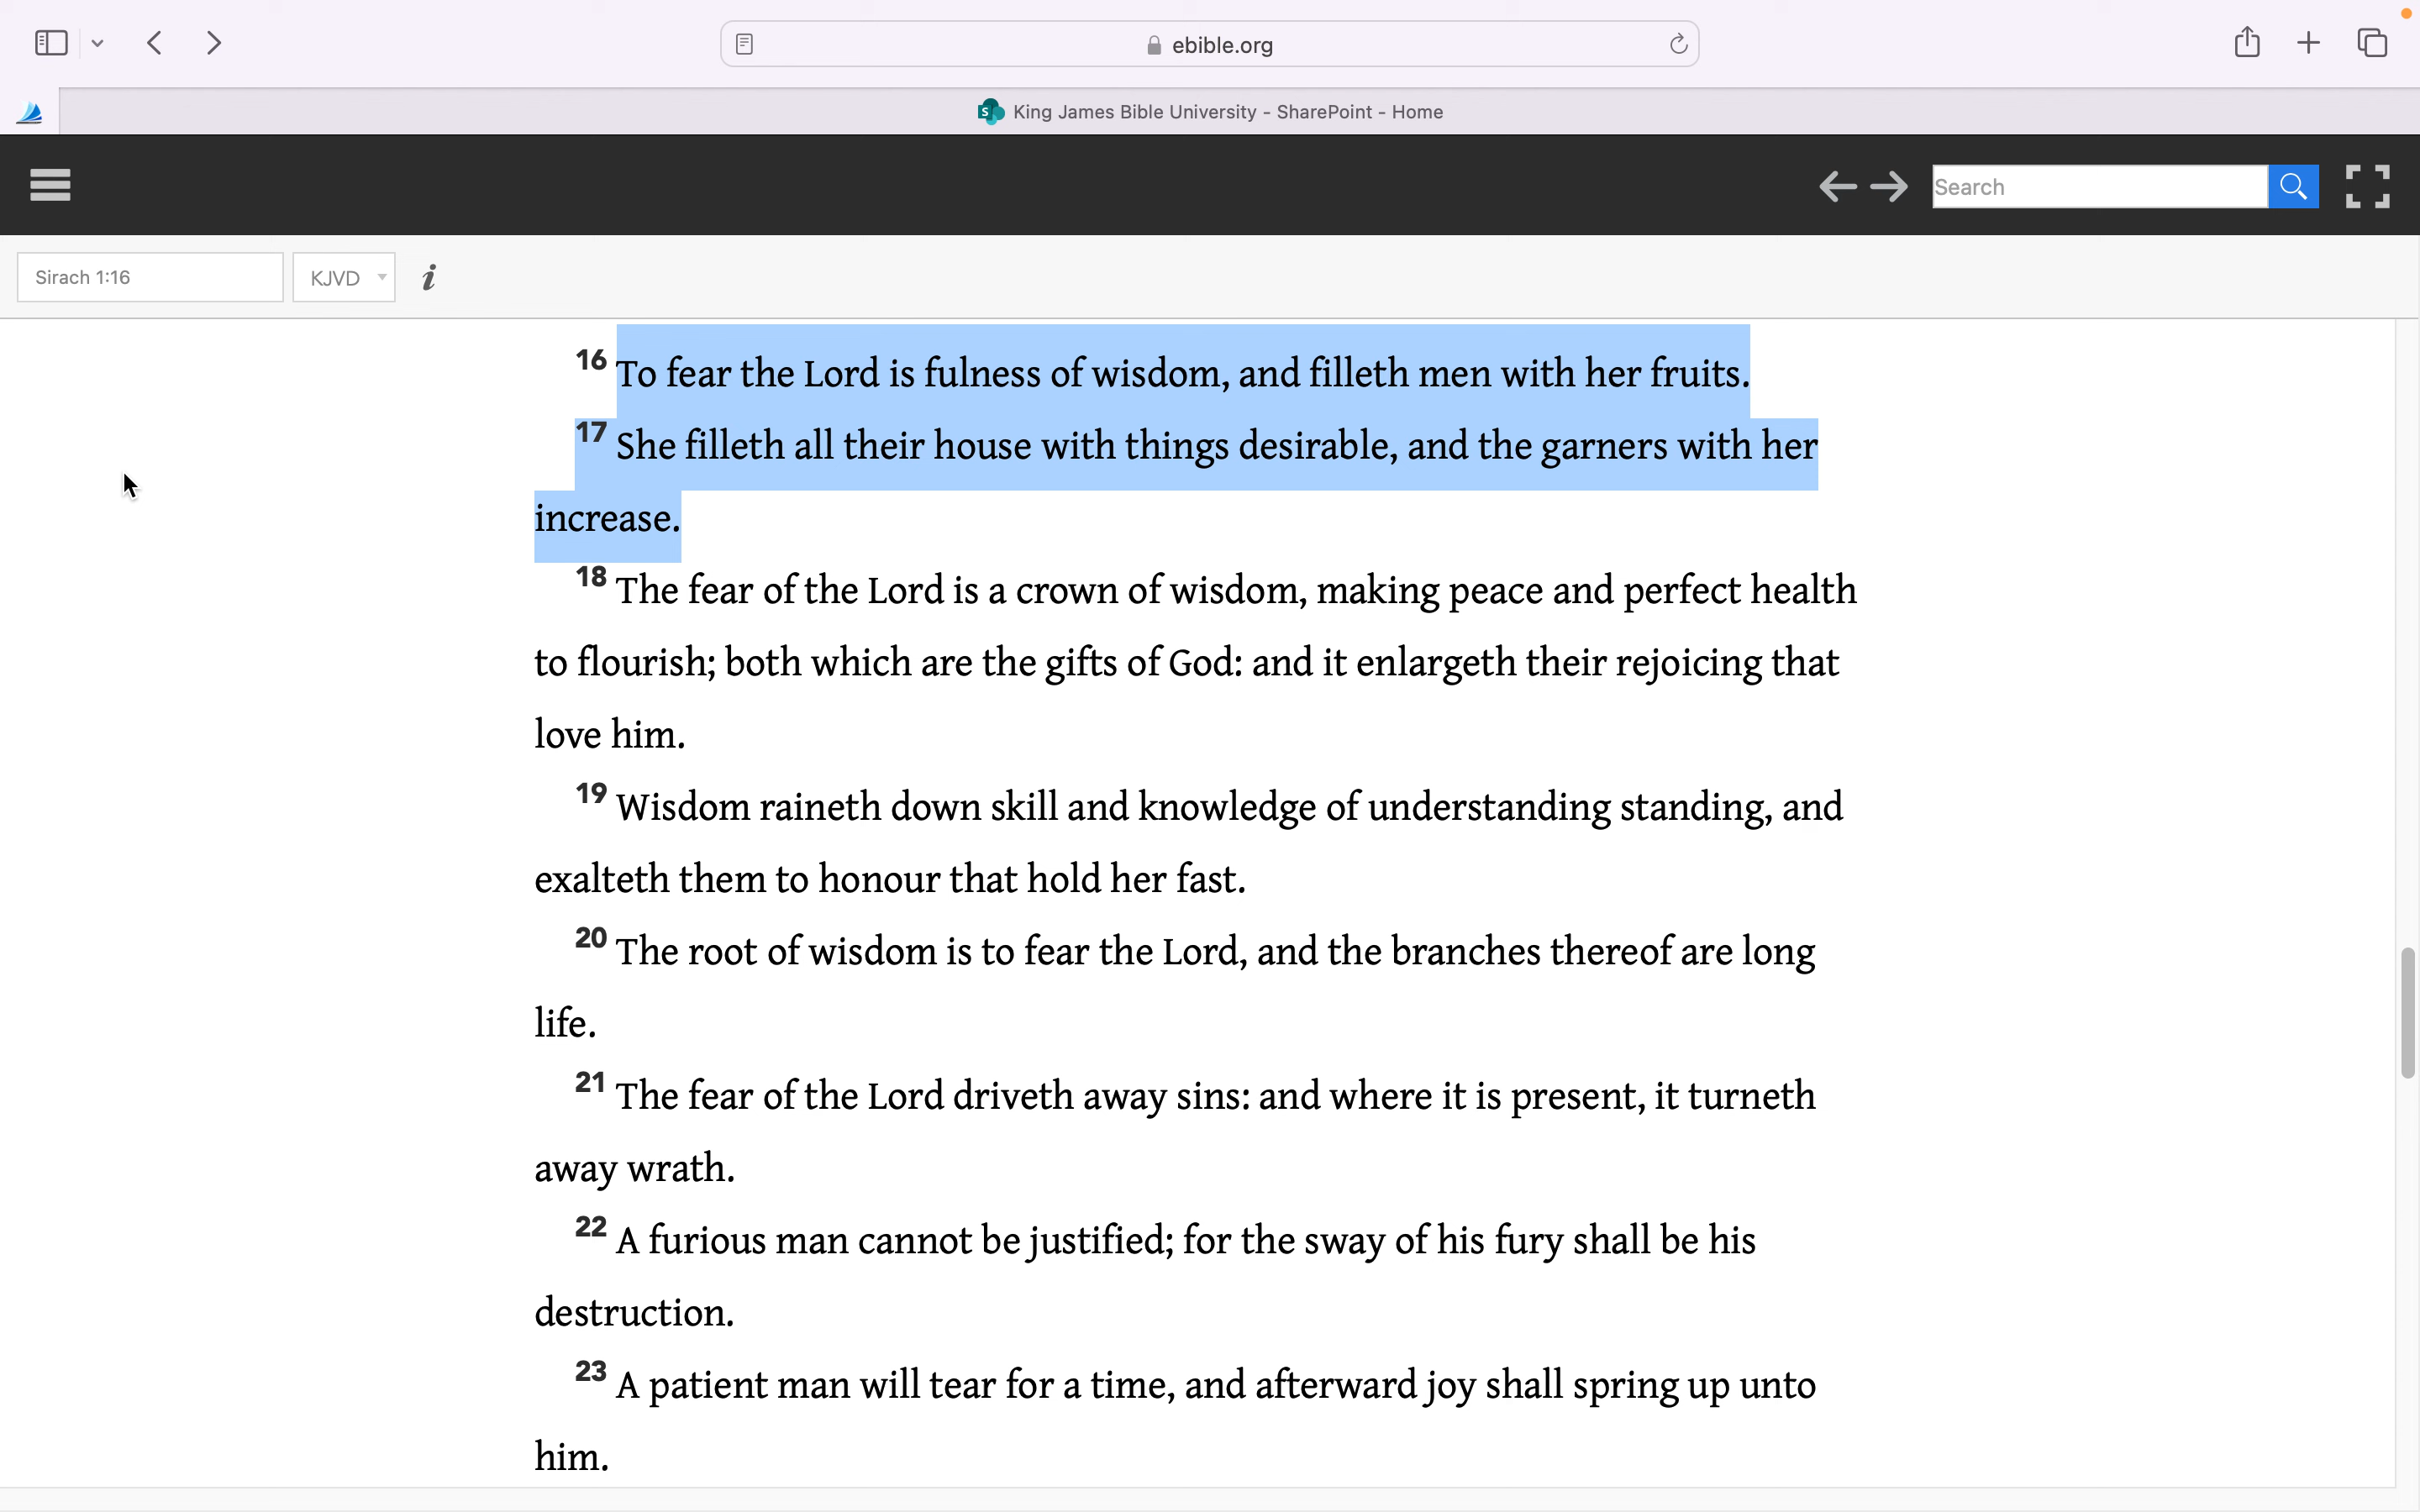 ebible.org
S King James Bible University - SharePoint - Home
Search
Sirach 1:16 KJVD i
16 To fear the Lord is fulness of wisdom, and filleth men with her fruits.
17 She filleth all their house with things desirable, and the garners with her
increase.
18 The fear of the Lord is a crown of wisdom, making peace and perfect health
to flourish; both which are the gifts of God: and it enlargeth their rejoicing that
love him.
19 Wisdom raineth down skill and knowledge of understanding standing, and
exalteth them to honour that hold her fast.
20 The root of wisdom is to fear the Lord, and the branches thereof are long
life.
21 The fear of the Lord driveth away sins: and where it is present, it turneth
away wrath.
22 A furious man cannot be justified; for the sway of his fury shall be his
destruction.
23 A patient man will tear for a time, and afterward joy shall spring up unto
him.